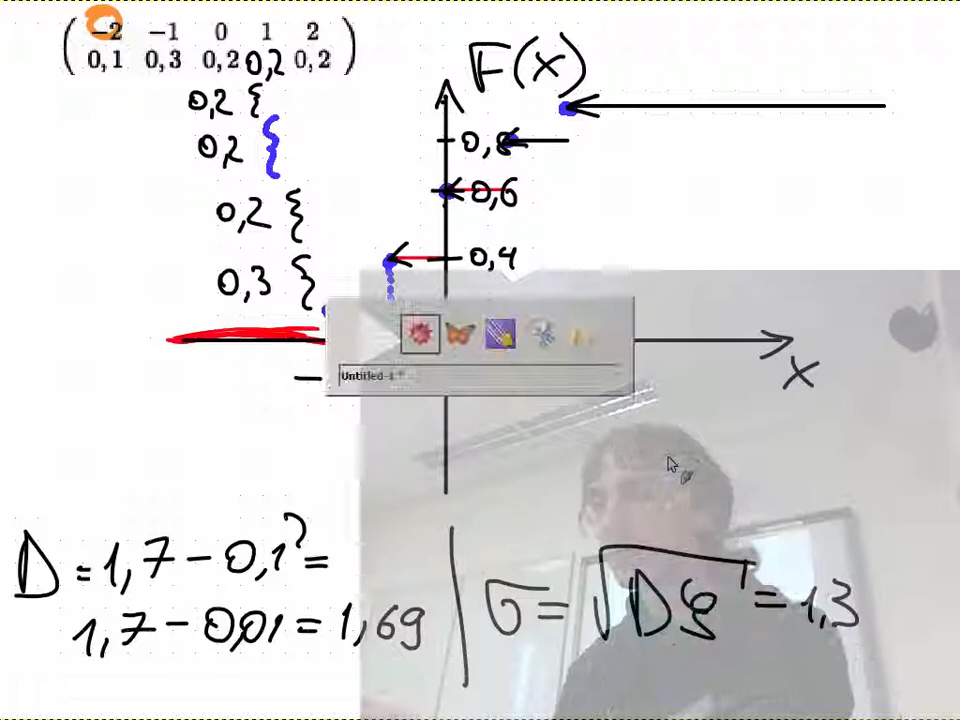 -2 -1 0 1 2
0,1 0,3 0,2 0,2 0,2
F(x)
0,2 {
0,8
0,2 {
0,6
0,2 {
0,4
0,3 {
Untitled-1 *
x
D = 1,7 - 0,1² =
1,7 - 0,01 = 1,69
σ = √Dξ = 1,3